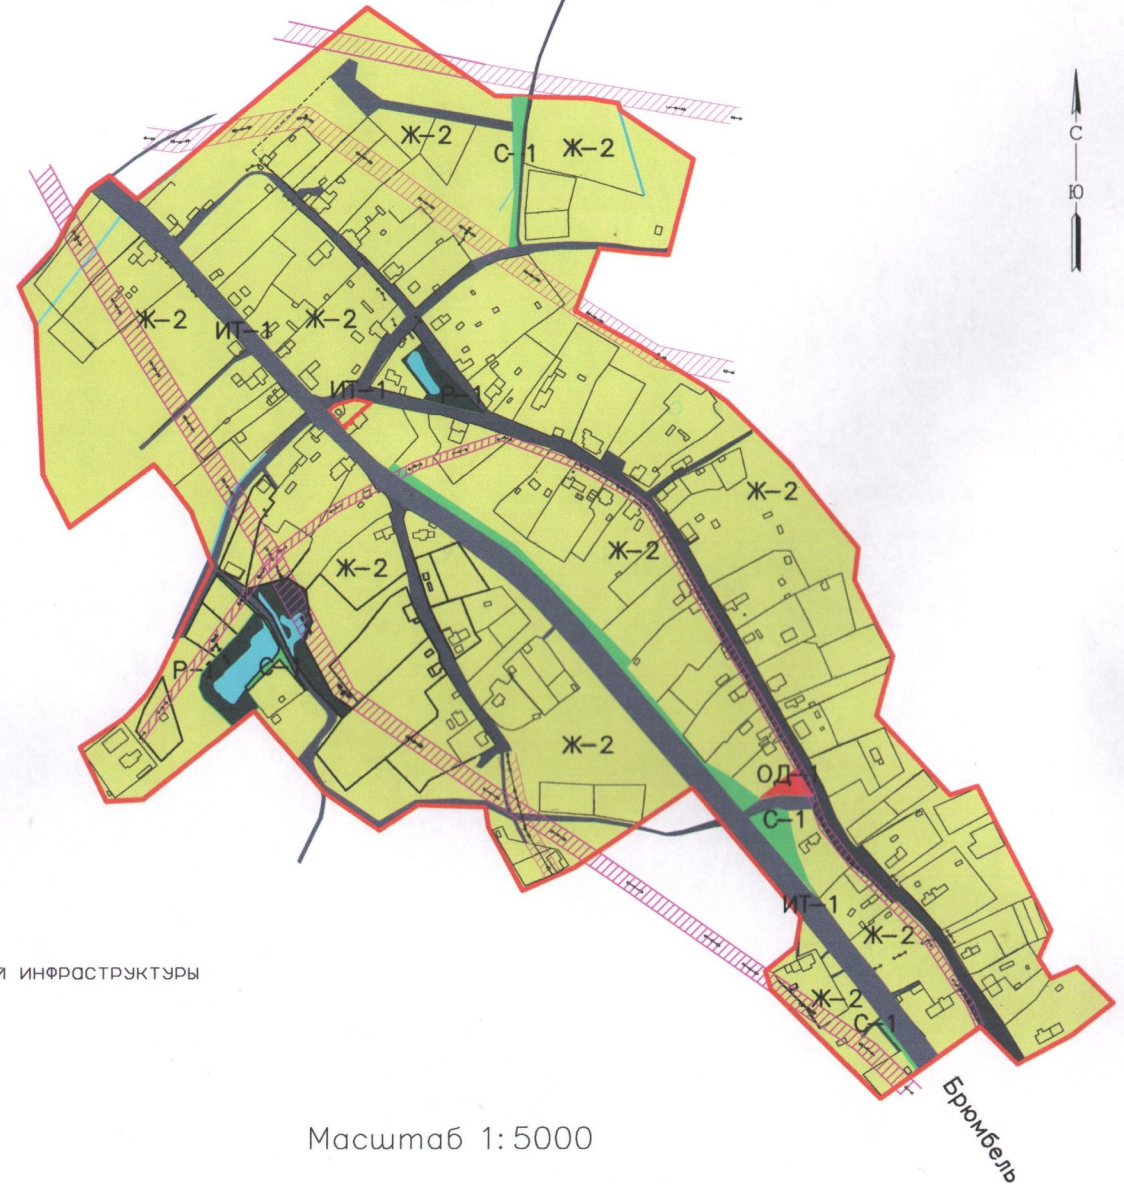 Ж-2
С-1
Ж-2
С
Ю
Ж-2
ИТ-1
Ж-2
ИТ-1
Р-1
Ж-2
Ж-2
Ж-2
Р-1
С-1
Ж-2
ОД-1
С-1
ИТ-1
Ж-2
Ж-2
С-1
ИНФРАСТРУКТУРЫ
Брюмбель
Масштаб 1:5000